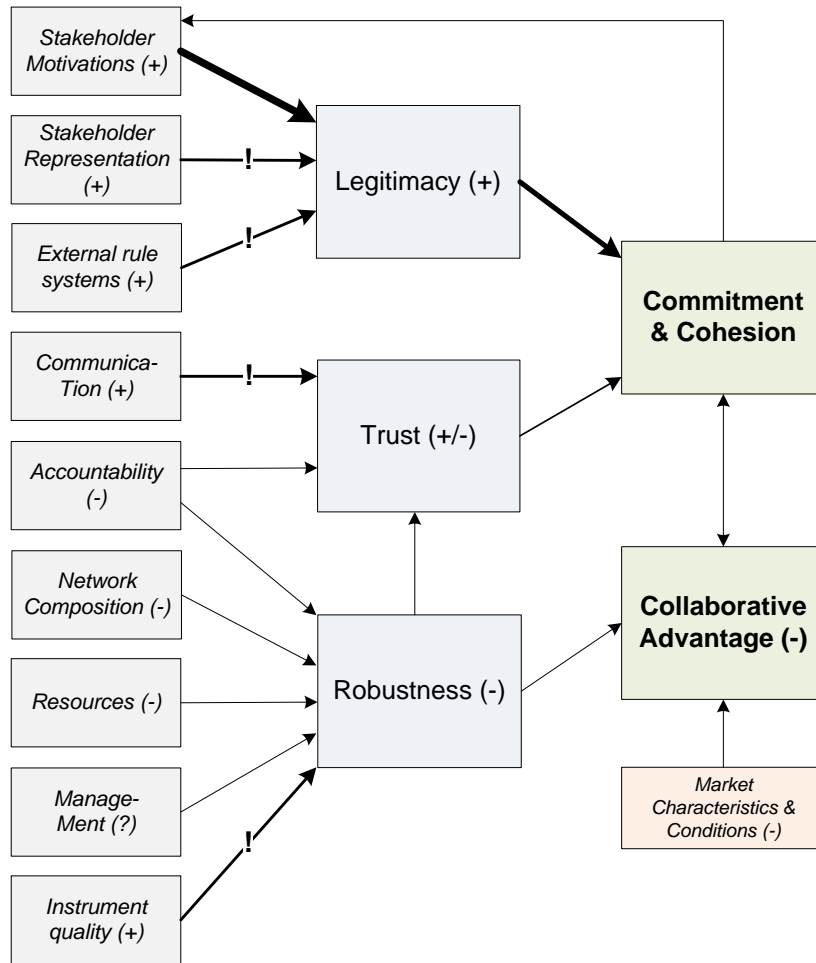 Stakeholder
Motivations (+)
Stakeholder
Representation
(+)
!
External rule
systems (+)
!
Legitimacy (+)
Commitment
& Cohesion
Communica-
Tion (+)
!
Accountability
(-)
Trust (+/-)
Network
Composition (-)
Resources (-)
Manage-
Ment (?)
Instrument
quality (+)
!
Robustness (-)
Collaborative
Advantage (-)
Market
Characteristics &
Conditions (-)